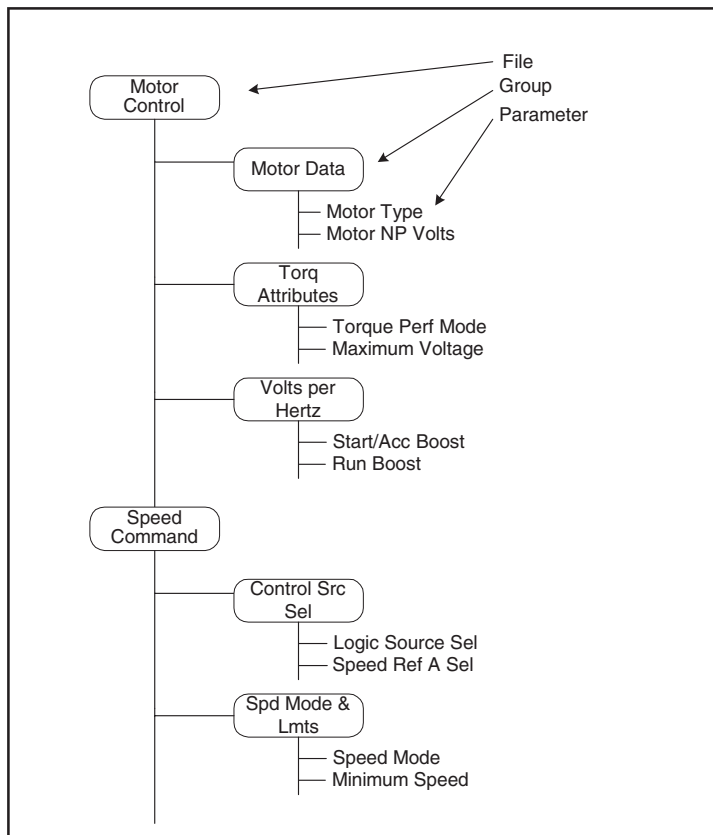 File
Group
Parameter
Motor
Control
Motor Data
Motor Type
Motor NP Volts
Torq
Attributes
Torque Perf Mode
Maximum Voltage
Volts per
Hertz
Start/Acc Boost
Run Boost
Speed
Command
Control Src
Sel
Logic Source Sel
Speed Ref A Sel
Spd Mode &
Lmts
Speed Mode
Minimum Speed